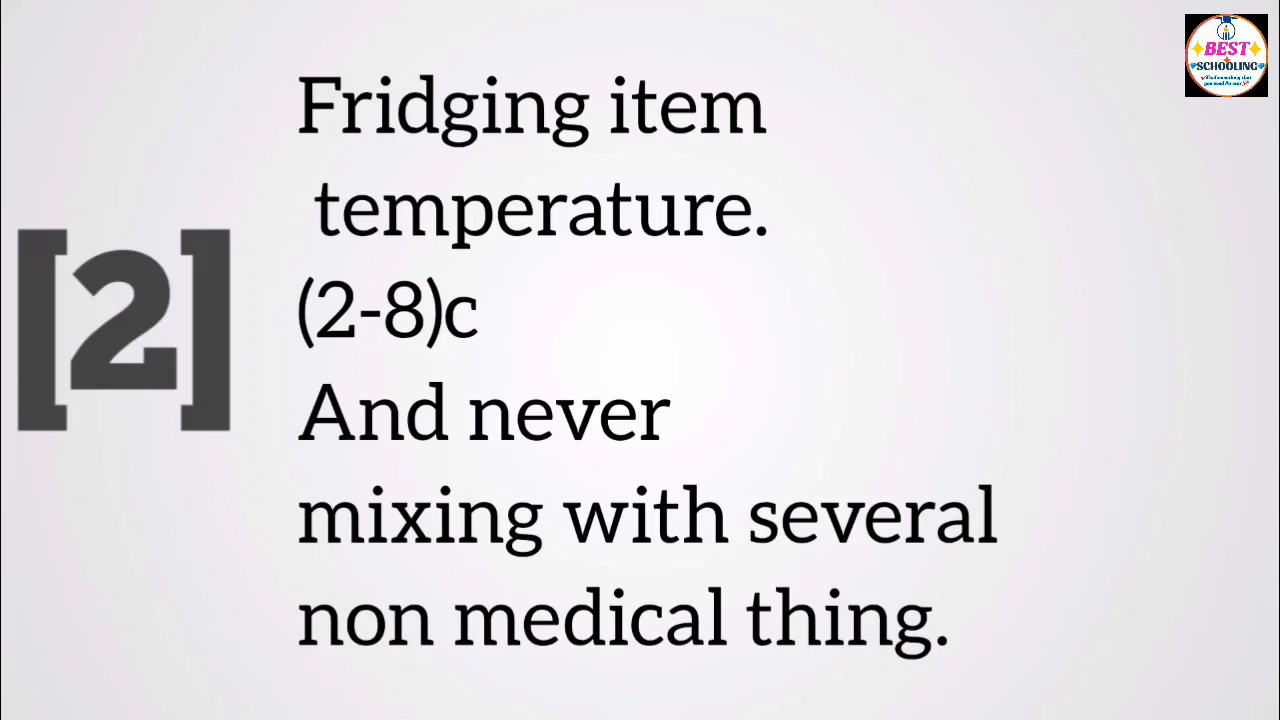 BEST
SCHOOLING
[2]
Fridging item
temperature.
(2-8)c
And never
mixing with several
non medical thing.